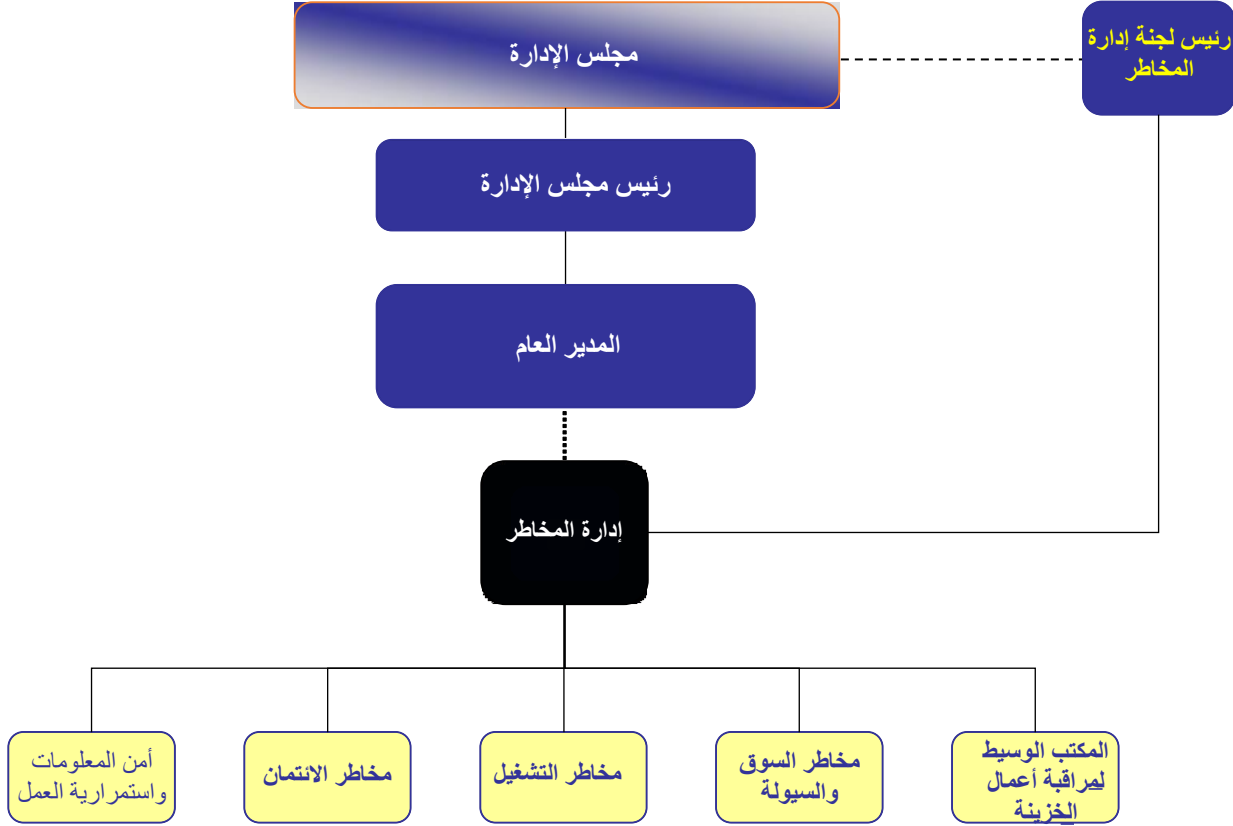 مجلس الإدارة
رئيس لجنة إدارة
المخاطر
رئيس مجلس الإدارة
المدير العام
إدارة المخاطر
المكتب الوسيط
لمراقبة أعمال
الخزينة
مخاطر السوق
والسيولة
مخاطر التشغيل
مخاطر الائتمان
أمن المعلومات
واستمرارية العمل